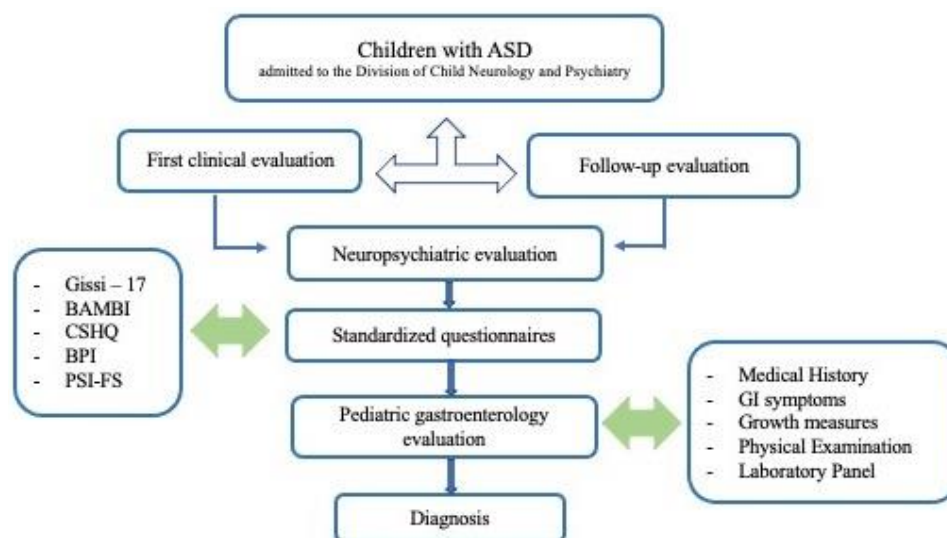 Children with ASD
admitted to the Division of Child Neurology and Psychiatry
First clinical evaluation
Follow-up evaluation
Neuropsychiatric evaluation
- Gissi – 17
- BAMBI
- CSHQ
- BPI
- PSI-FS
Standardized questionnaires
Pediatric gastroenterology
evaluation
- Medical History
- GI symptoms
- Growth measures
- Physical Examination
- Laboratory Panel
Diagnosis